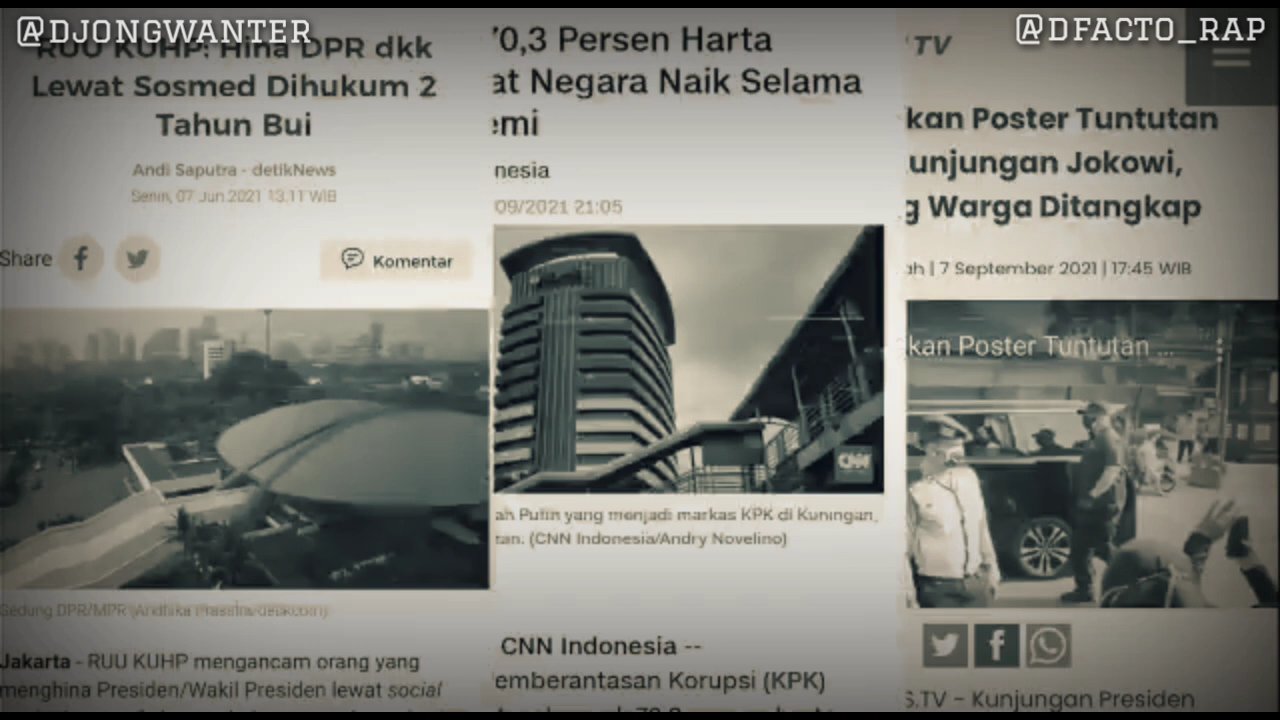 @DJONGWANTER
@DFACTO_RAP
RUU KUHP: Hina DPR dkk
Lewat Sosmed Dihukum 2
Tahun Bui
Andi Saputra - detikNews
Senin, 07 Jun 2021 13.11 WIB
Share
Komentar
Gedung DPR/MPR (Andhika Prasetia/detikcom)
Jakarta - RUU KUHP mengancam orang yang
menghina Presiden/Wakil Presiden lewat social
70,3 Persen Harta
at Negara Naik Selama
emi
nesia
09/2021 21:05
CNN
ah Putih yang menjadi markas KPK di Kuningan,
tan. (CNN Indonesia/Andry Novelino)
CNN Indonesia --
emberantasan Korupsi (KPK)
TV
kan Poster Tuntutan
unjungan Jokowi,
g Warga Ditangkap
ah | 7 September 2021 | 17:45 WIB
kan Poster Tuntutan ...
S.TV – Kunjungan Presiden